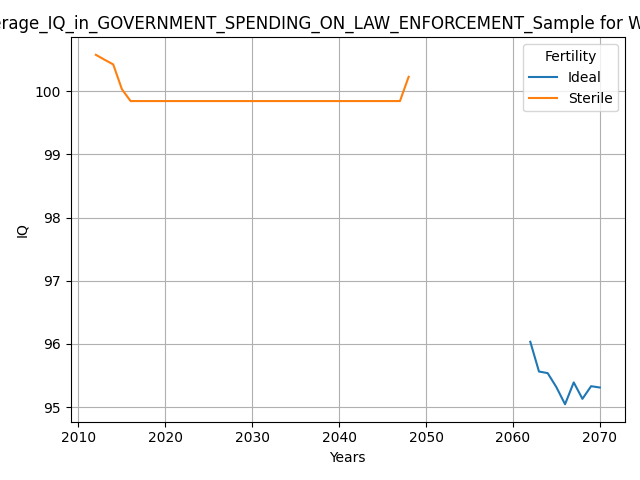 erage_IQ_in_GOVERNMENT_SPENDING_ON_LAW_ENFORCEMENT_Sample for W
Fertility
Ideal
Sterile
100
99
98
97
96
95
IQ
2010 2020 2030 2040 2050 2060 2070
Years